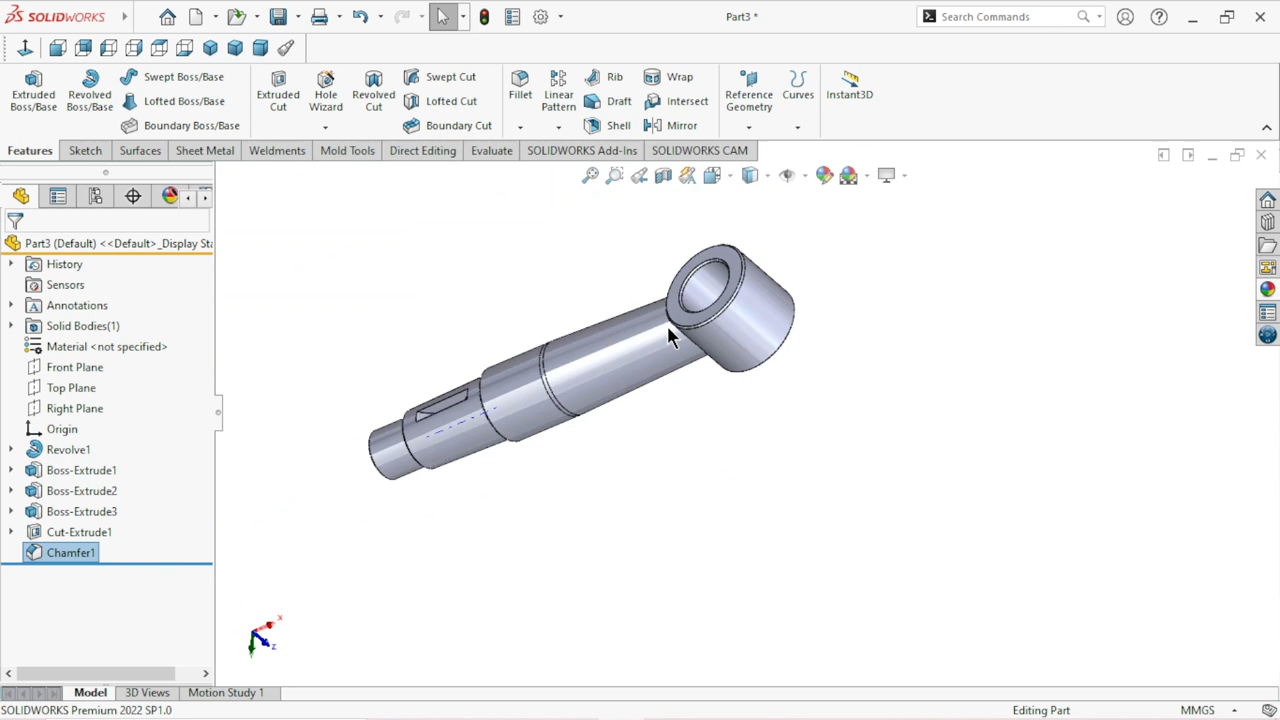 SOLIDWORKS
Part3 *
Search Commands
Extruded Boss/Base
Revolved Boss/Base
Swept Boss/Base
Lofted Boss/Base
Boundary Boss/Base
Extruded Cut
Hole Wizard
Revolved Cut
Swept Cut
Lofted Cut
Boundary Cut
Fillet
Linear Pattern
Rib
Draft
Shell
Wrap
Intersect
Mirror
Reference Geometry
Curves
Instant3D
Features
Sketch
Surfaces
Sheet Metal
Weldments
Mold Tools
Direct Editing
Evaluate
SOLIDWORKS Add-Ins
SOLIDWORKS CAM
Part3 (Default) <<Default>_Display Sta
History
Sensors
Annotations
Solid Bodies(1)
Material <not specified>
Front Plane
Top Plane
Right Plane
Origin
Revolve1
Boss-Extrude1
Boss-Extrude2
Boss-Extrude3
Cut-Extrude1
Chamfer1
x
z
Model
3D Views
Motion Study 1
SOLIDWORKS Premium 2022 SP1.0
Editing Part
MMGS